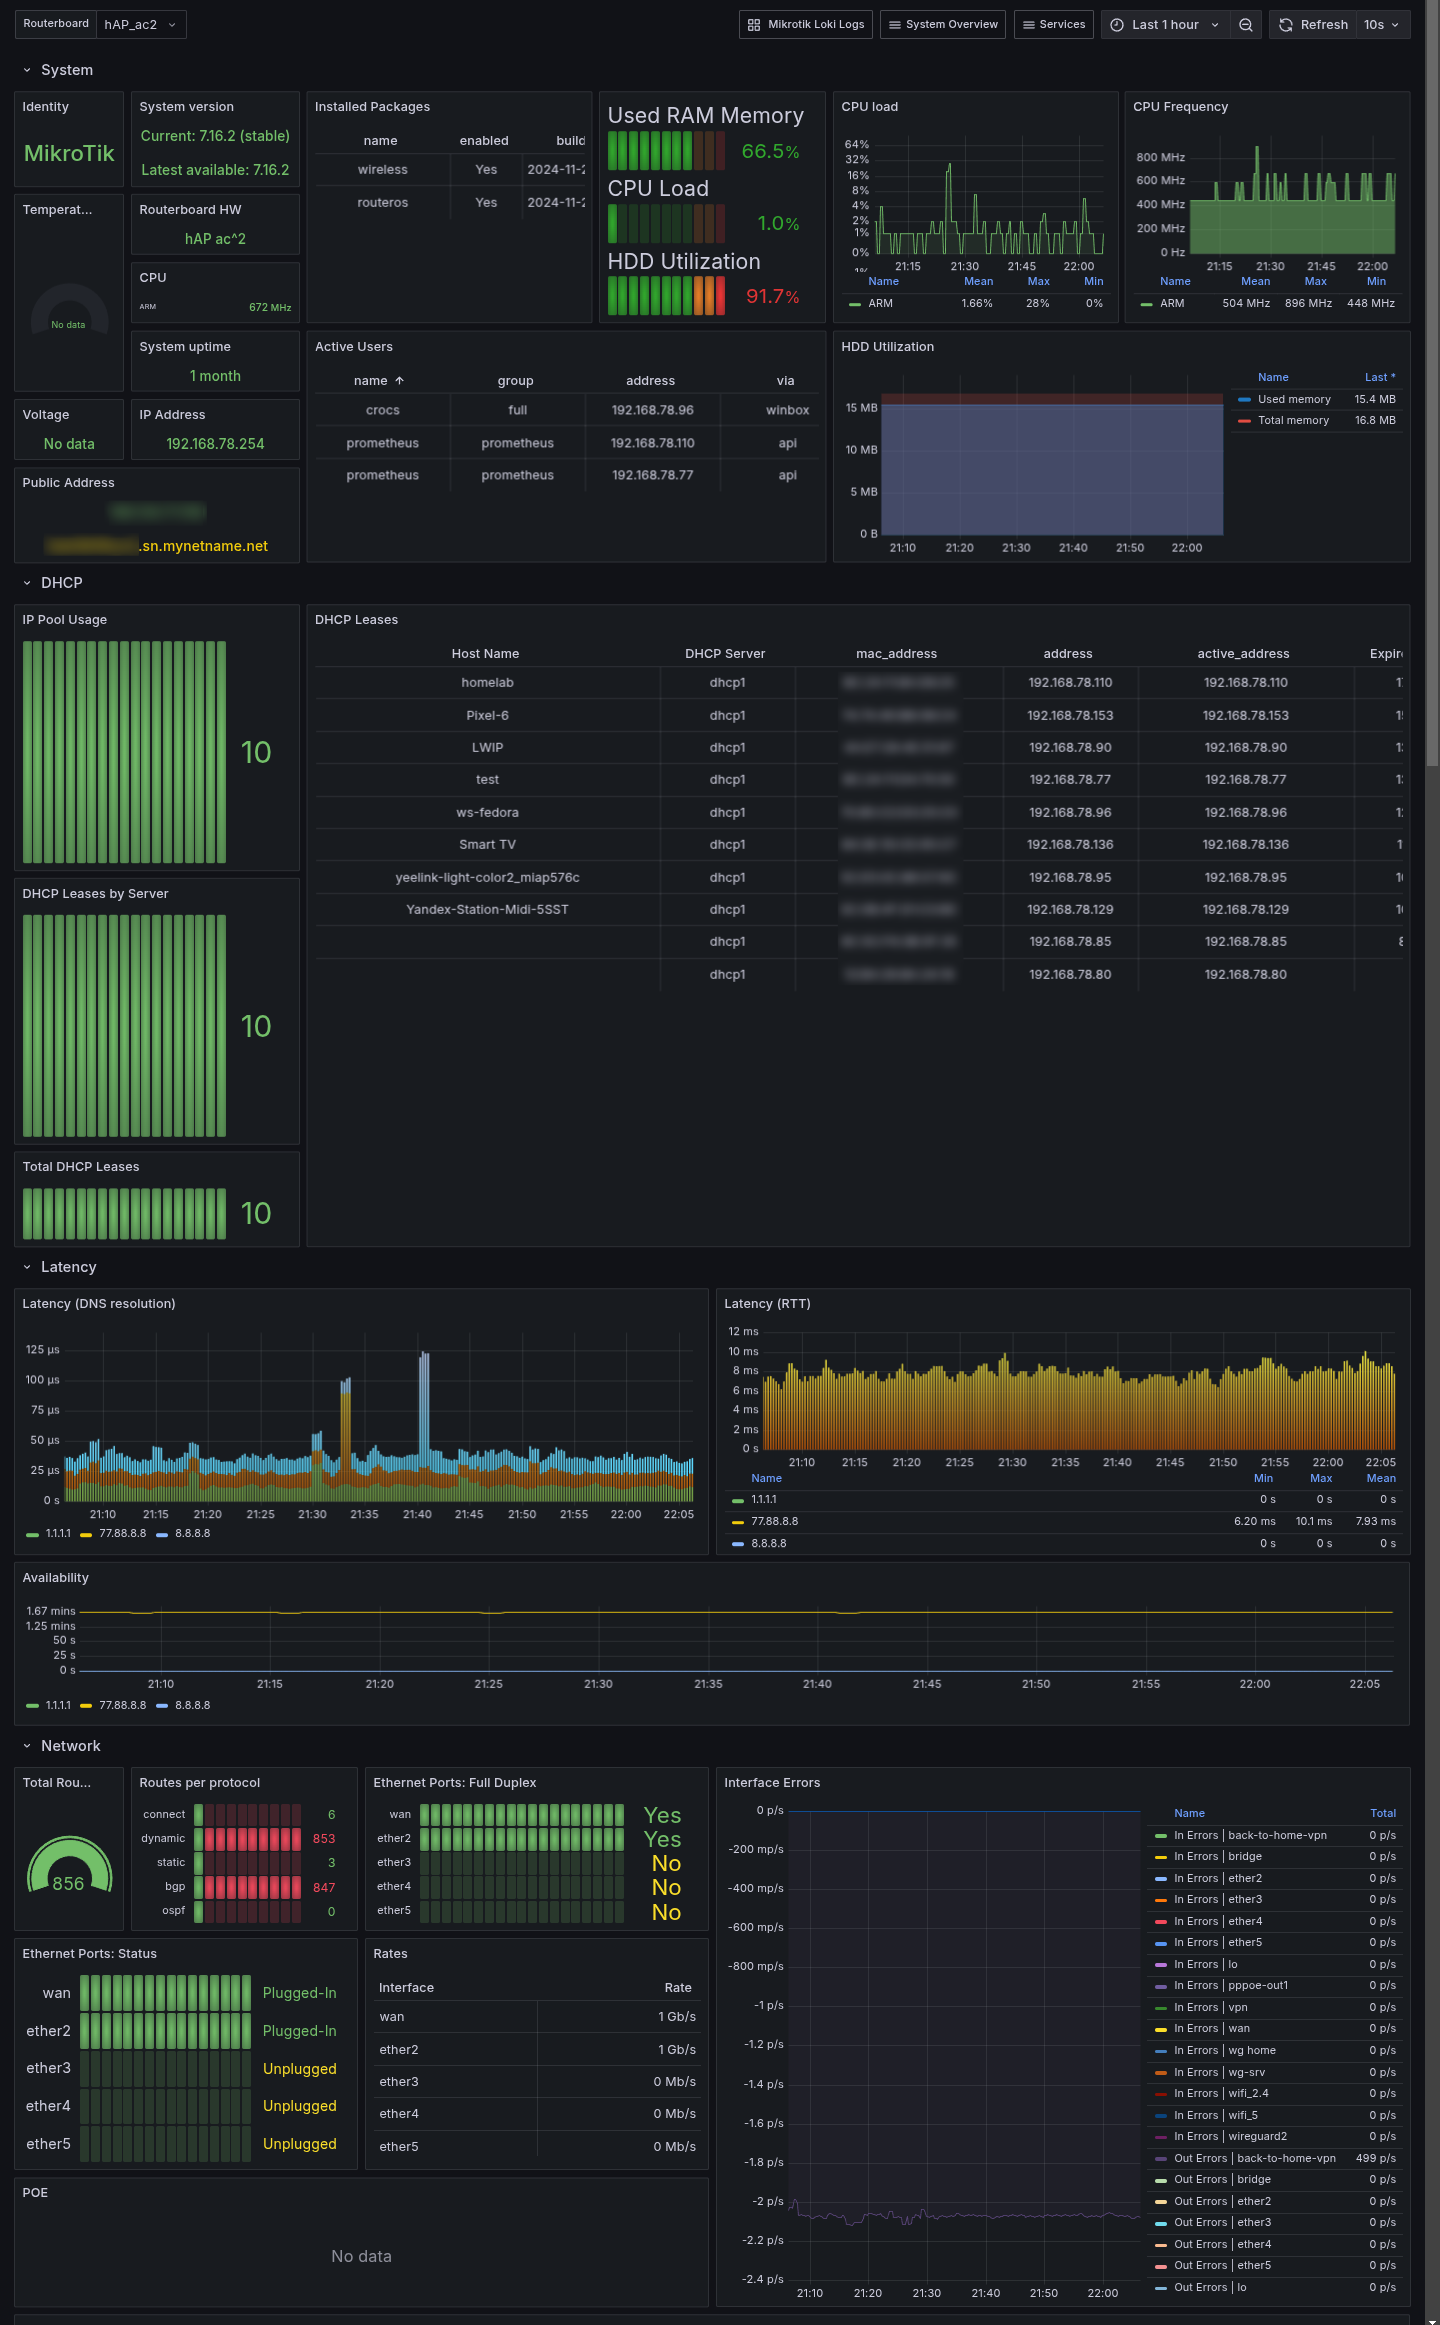 Routerboard hAP_ac2 Mikrotik Loki Logs System Overview Services Last 1 hour Refresh 10s
System
Identity
MikroTik
System version
Current: 7.16.2 (stable)
Latest available: 7.16.2
Installed Packages
name enabled build
wireless Yes 2024-11-2
routeros Yes 2024-11-2
Used RAM Memory
66.5%
CPU Load
1.0%
HDD Utilization
91.7%
CPU load
64%
32%
16%
8%
4%
2%
1%
0%
1%
21:15 21:30 21:45 22:00
Name Mean Max Min
ARM 1.66% 28% 0%
CPU Frequency
800 MHz
600 MHz
400 MHz
200 MHz
0 Hz
21:15 21:30 21:45 22:00
Name Mean Max Min
ARM 504 MHz 896 MHz 448 MHz
Temperat...
No data
Routerboard HW
hAP ac^2
CPU
ARM 672 MHz
System uptime
1 month
Voltage
No data
IP Address
192.168.78.254
Public Address
.sn.mynetname.net
Active Users
name group address via
crocs full 192.168.78.96 winbox
prometheus prometheus 192.168.78.110 api
prometheus prometheus 192.168.78.77 api
HDD Utilization
15 MB
10 MB
5 MB
0 B
21:10 21:20 21:30 21:40 21:50 22:00
Name Last *
Used memory 15.4 MB
Total memory 16.8 MB
DHCP
IP Pool Usage
10
DHCP Leases by Server
10
Total DHCP Leases
10
DHCP Leases
Host Name DHCP Server mac_address address active_address Expir
homelab dhcp1 192.168.78.110 192.168.78.110
Pixel-6 dhcp1 192.168.78.153 192.168.78.153
LWIP dhcp1 192.168.78.90 192.168.78.90
test dhcp1 192.168.78.77 192.168.78.77
ws-fedora dhcp1 192.168.78.96 192.168.78.96
Smart TV dhcp1 192.168.78.136 192.168.78.136
yeelink-light-color2_miap576c dhcp1 192.168.78.95 192.168.78.95
Yandex-Station-Midi-5SST dhcp1 192.168.78.129 192.168.78.129
dhcp1 192.168.78.85 192.168.78.85
dhcp1 192.168.78.80 192.168.78.80
Latency
Latency (DNS resolution)
125 µs
100 µs
75 µs
50 µs
25 µs
0 s
21:10 21:15 21:20 21:25 21:30 21:35 21:40 21:45 21:50 21:55 22:00 22:05
1.1.1.1 77.88.8.8 8.8.8.8
Latency (RTT)
12 ms
10 ms
8 ms
6 ms
4 ms
2 ms
0 s
21:10 21:15 21:20 21:25 21:30 21:35 21:40 21:45 21:50 21:55 22:00 22:05
Name Min Max Mean
1.1.1.1 0 s 0 s 0 s
77.88.8.8 6.20 ms 10.1 ms 7.93 ms
8.8.8.8 0 s 0 s 0 s
Availability
1.67 mins
1.25 mins
50 s
25 s
0 s
21:10 21:15 21:20 21:25 21:30 21:35 21:40 21:45 21:50 21:55 22:00 22:05
1.1.1.1 77.88.8.8 8.8.8.8
Network
Total Rou...
856
Routes per protocol
connect 6
dynamic 853
static 3
bgp 847
ospf 0
Ethernet Ports: Full Duplex
wan Yes
ether2 Yes
ether3 No
ether4 No
ether5 No
Ethernet Ports: Status
wan Plugged-In
ether2 Plugged-In
ether3 Unplugged
ether4 Unplugged
ether5 Unplugged
Rates
Interface Rate
wan 1 Gb/s
ether2 1 Gb/s
ether3 0 Mb/s
ether4 0 Mb/s
ether5 0 Mb/s
POE
No data
Interface Errors
0 p/s
-200 mp/s
-400 mp/s
-600 mp/s
-800 mp/s
-1 p/s
-1.2 p/s
-1.4 p/s
-1.6 p/s
-1.8 p/s
-2 p/s
-2.2 p/s
-2.4 p/s
21:10 21:20 21:30 21:40 21:50 22:00
Name Total
In Errors | back-to-home-vpn 0 p/s
In Errors | bridge 0 p/s
In Errors | ether2 0 p/s
In Errors | ether3 0 p/s
In Errors | ether4 0 p/s
In Errors | ether5 0 p/s
In Errors | lo 0 p/s
In Errors | pppoe-out1 0 p/s
In Errors | vpn 0 p/s
In Errors | wan 0 p/s
In Errors | wg home 0 p/s
In Errors | wg-srv 0 p/s
In Errors | wifi_2.4 0 p/s
In Errors | wifi_5 0 p/s
In Errors | wireguard2 0 p/s
Out Errors | back-to-home-vpn 499 p/s
Out Errors | bridge 0 p/s
Out Errors | ether2 0 p/s
Out Errors | ether3 0 p/s
Out Errors | ether4 0 p/s
Out Errors | ether5 0 p/s
Out Errors | lo 0 p/s